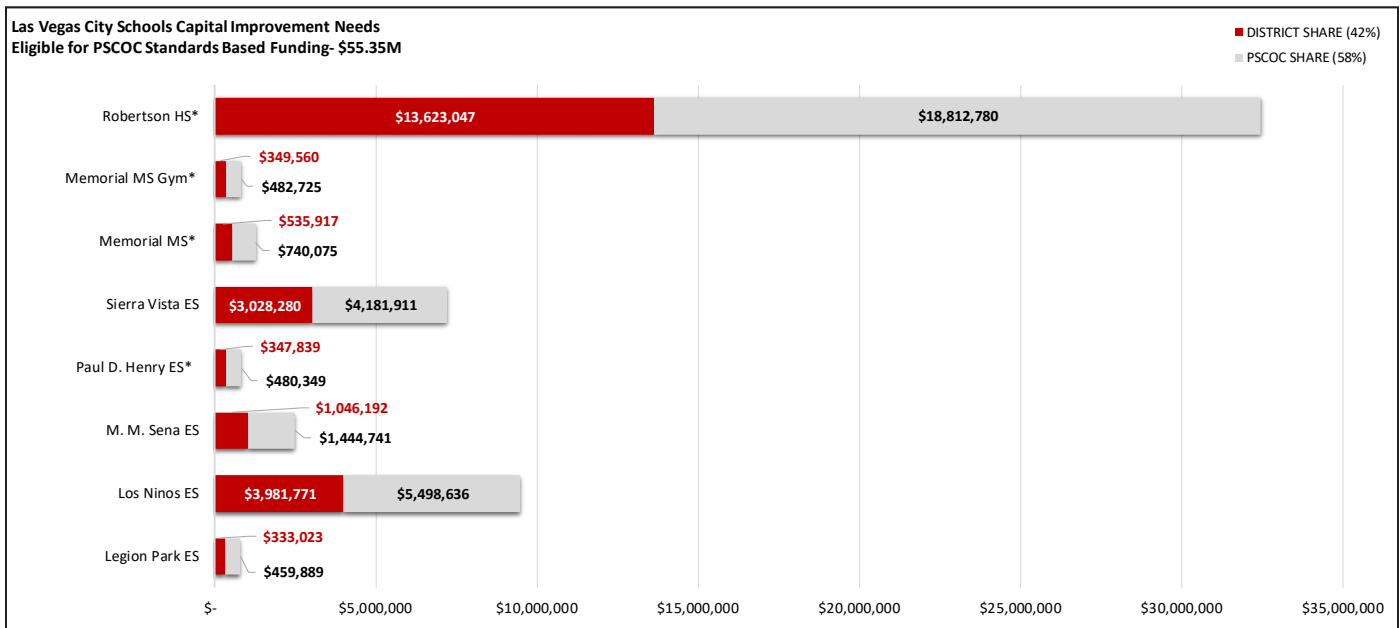 Las Vegas City Schools Capital Improvement Needs
Eligible for PSCOC Standards Based Funding- $55.35M
DISTRICT SHARE (42%)
PSCOC SHARE (58%)
Robertson HS*
$13,623,047
$18,812,780
Memorial MS Gym*
$349,560
$482,725
Memorial MS*
$535,917
$740,075
Sierra Vista ES
$3,028,280
$4,181,911
Paul D. Henry ES*
$347,839
$480,349
M. M. Sena ES
$1,046,192
$1,444,741
Los Ninos ES
$3,981,771
$5,498,636
Legion Park ES
$333,023
$459,889
$- $5,000,000 $10,000,000 $15,000,000 $20,000,000 $25,000,000 $30,000,000 $35,000,000